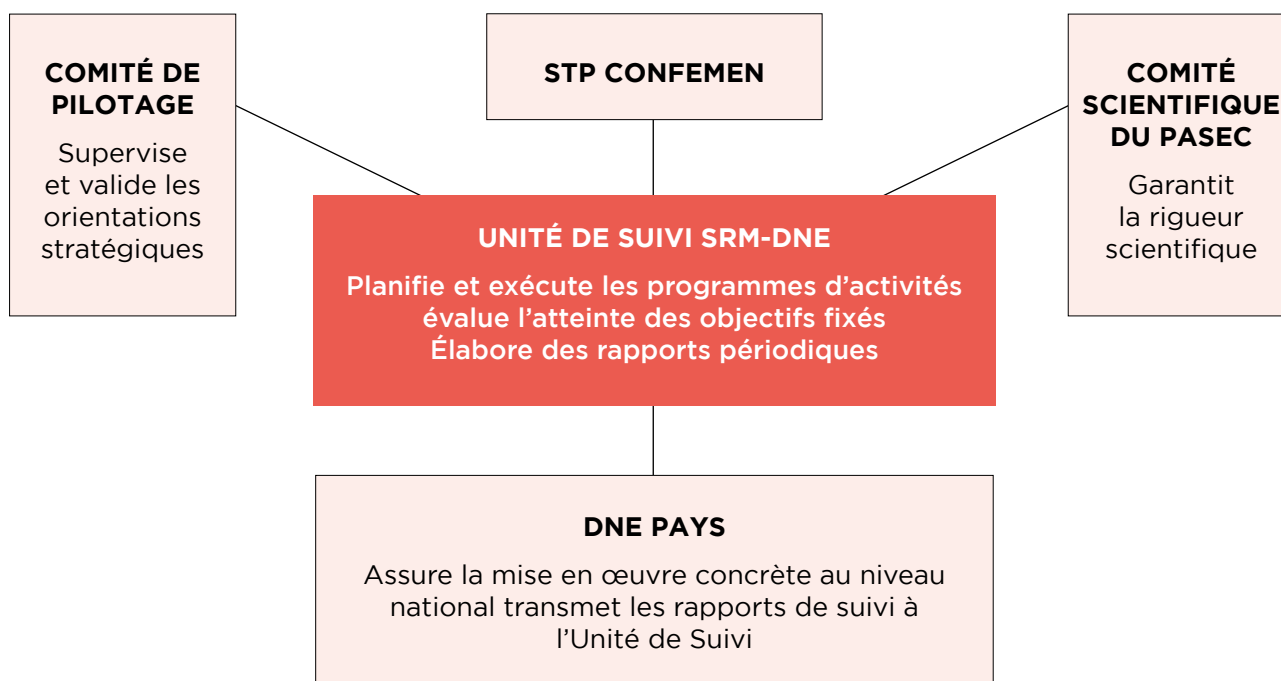 COMITÉ DE
PILOTAGE
Supervise
et valide les
orientations
stratégiques
STP CONFEMEN
COMITÉ
SCIENTIFIQUE
DU PASEC
Garantit
la rigueur
scientifique
UNITÉ DE SUIVI SRM-DNE
Planifie et exécute les programmes d’activités
évalue l’atteinte des objectifs fixés
Élabore des rapports périodiques
DNE PAYS
Assure la mise en œuvre concrète au niveau
national transmet les rapports de suivi à
l’Unité de Suivi